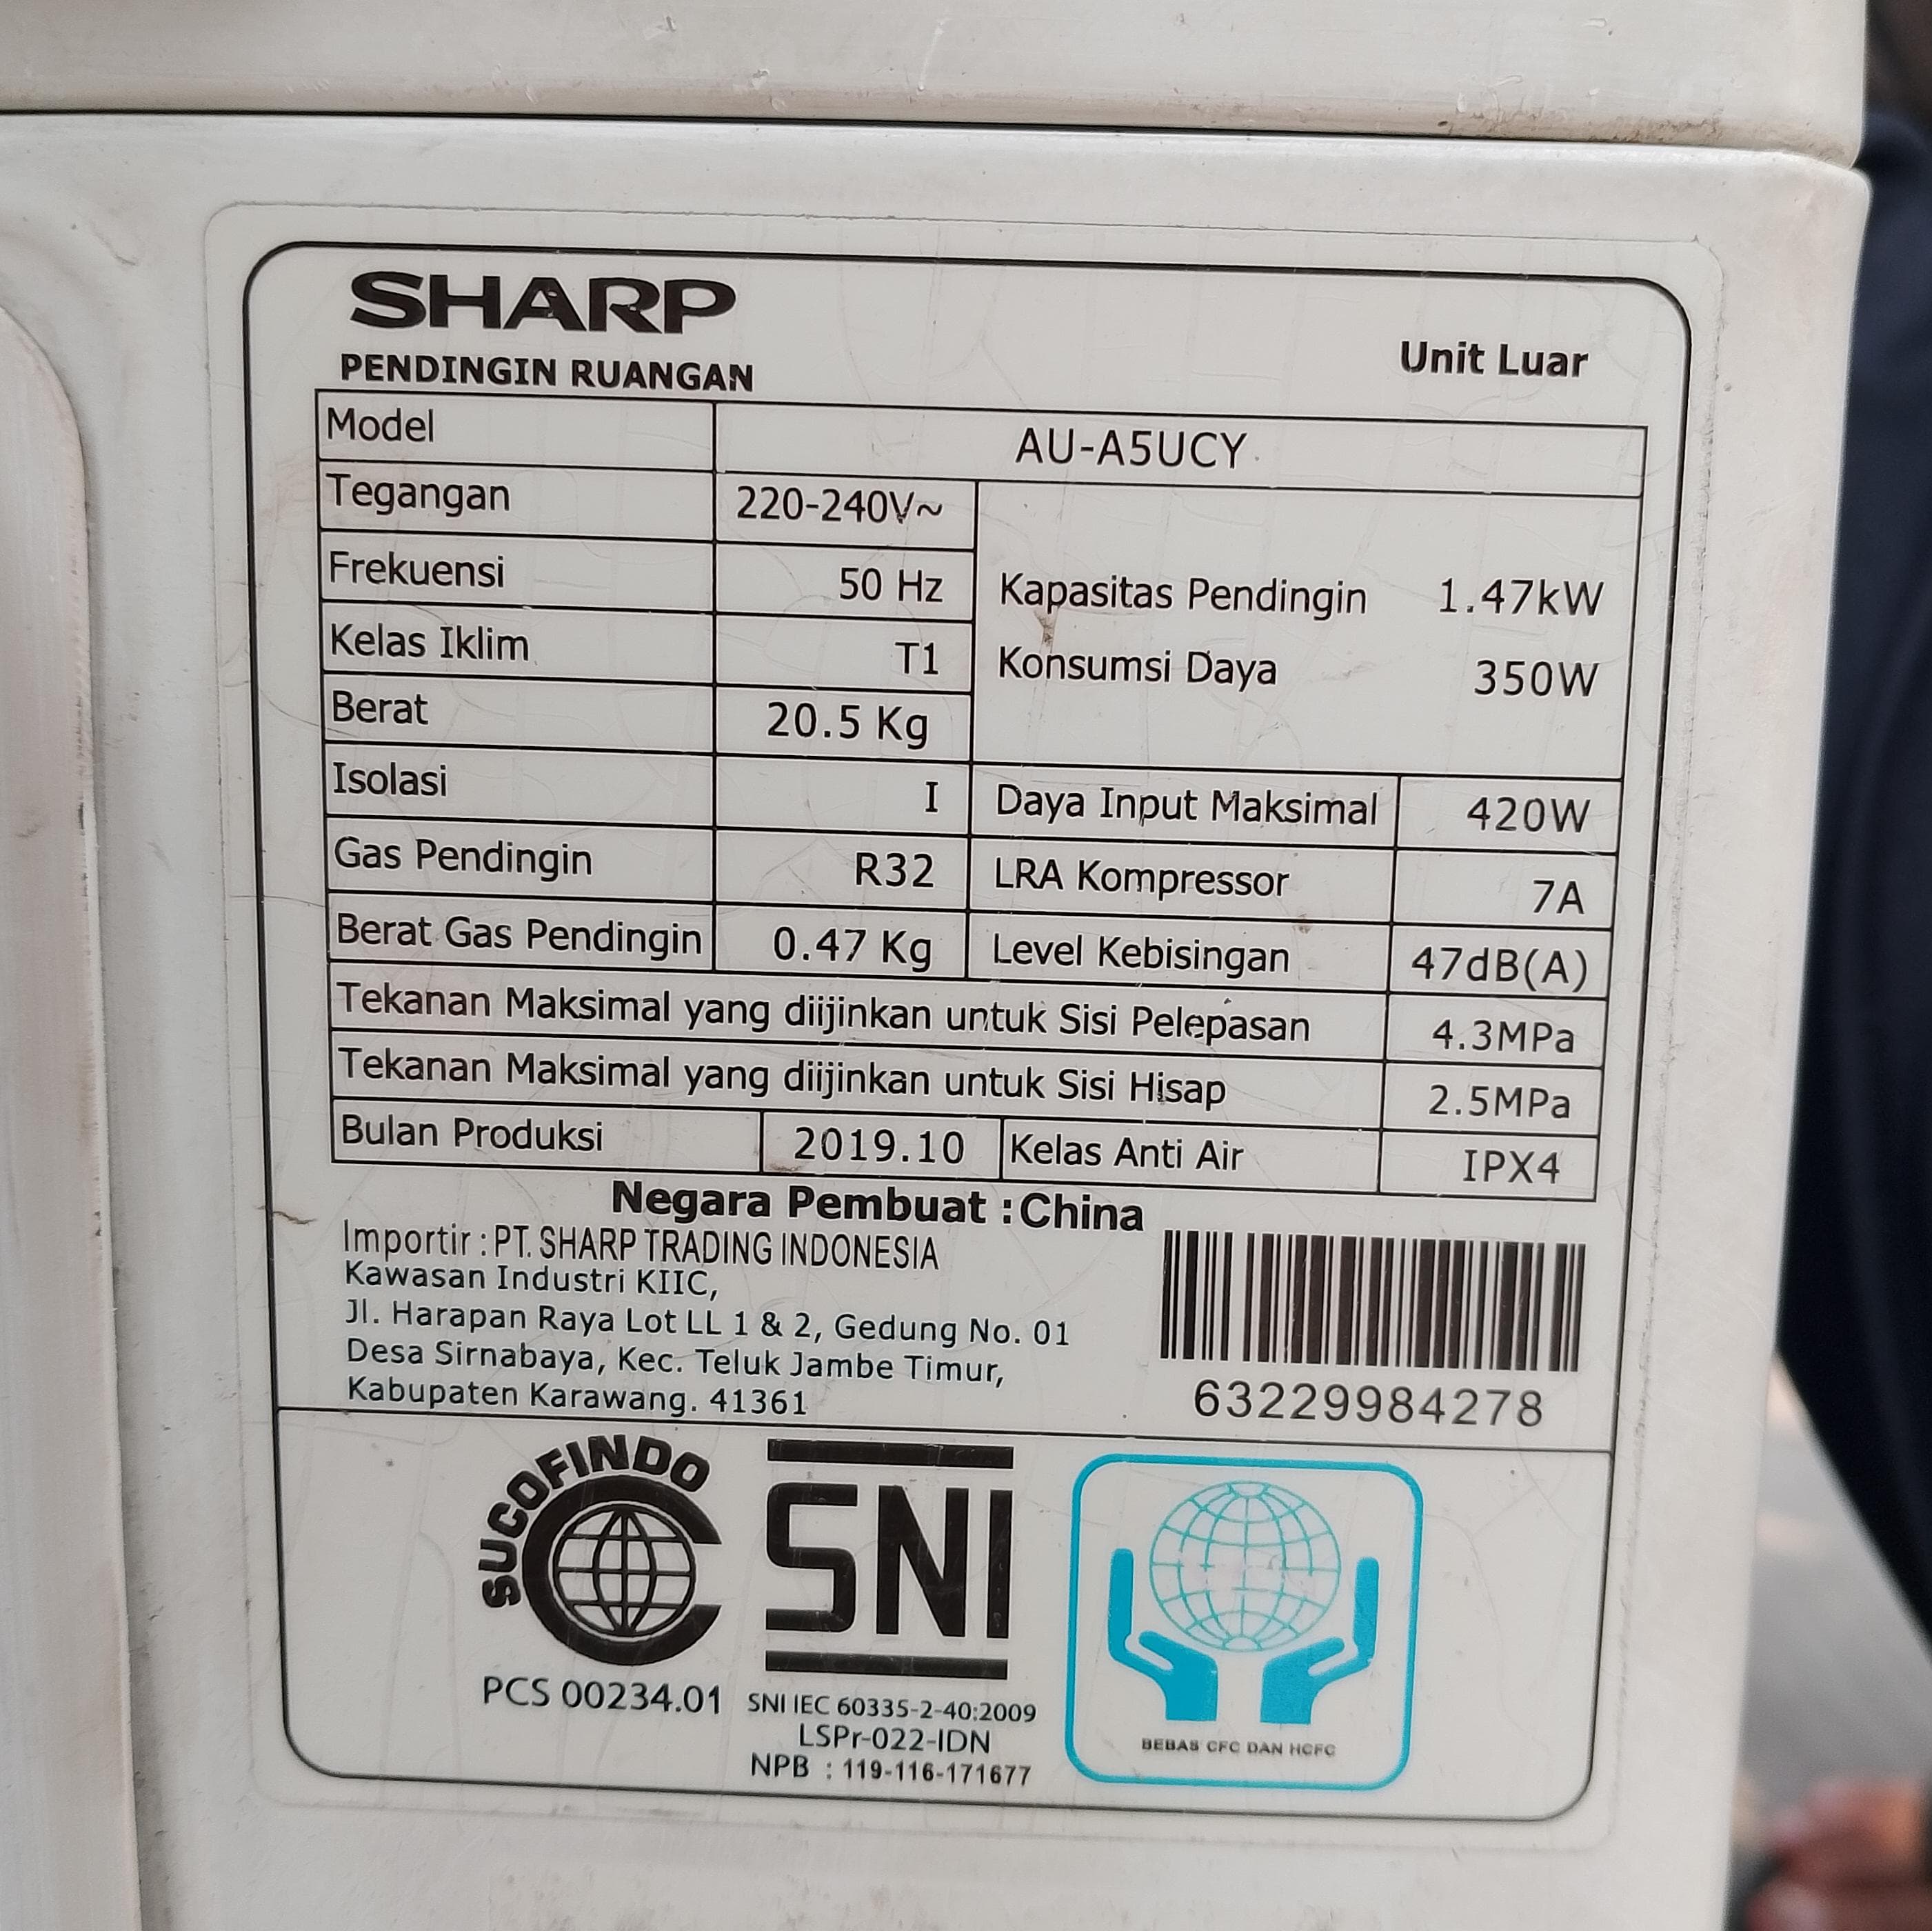 SHARP
PENDINGIN RUANGAN
Unit Luar
Model AU-A5UCY
Tegangan 220-240V~
Frekuensi 50 Hz
Kelas Iklim T1
Berat 20.5 Kg
Kapasitas Pendingin 1.47kW
Konsumsi Daya 350W
Isolasi I Daya Input Maksimal 420W
Gas Pendingin R32 LRA Kompressor 7A
Berat Gas Pendingin 0.47 Kg Level Kebisingan 47dB(A)
Tekanan Maksimal yang diijinkan untuk Sisi Pelepasan 4.3MPa
Tekanan Maksimal yang diijinkan untuk Sisi Hisap 2.5MPa
Bulan Produksi 2019.10 Kelas Anti Air IPX4
Negara Pembuat : China
Importir : PT. SHARP TRADING INDONESIA
Kawasan Industri KIIC,
Jl. Harapan Raya Lot LL 1 & 2, Gedung No. 01
Desa Sirnabaya, Kec. Teluk Jambe Timur,
Kabupaten Karawang. 41361
63229984278
SUCOFINDO
PCS 00234.01
SNI
SNI IEC 60335-2-40:2009
LSPr-022-IDN
NPB : 119-116-171677
BEBAS CFC DAN HCFC